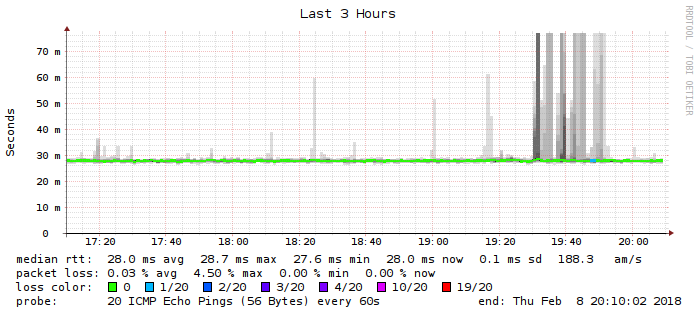 Last 3 Hours
RRDTOOL / TOBI OETIKER
Seconds
70 m
60 m
50 m
40 m
30 m
20 m
10 m
0
17:20 17:40 18:00 18:20 18:40 19:00 19:20 19:40 20:00
median rtt: 28.0 ms avg 28.7 ms max 27.6 ms min 28.0 ms now 0.1 ms sd 188.3 am/s
packet loss: 0.03 % avg 4.50 % max 0.00 % min 0.00 % now
loss color: 0 1/20 2/20 3/20 4/20 10/20 19/20
probe: 20 ICMP Echo Pings (56 Bytes) every 60s end: Thu Feb 8 20:10:02 2018